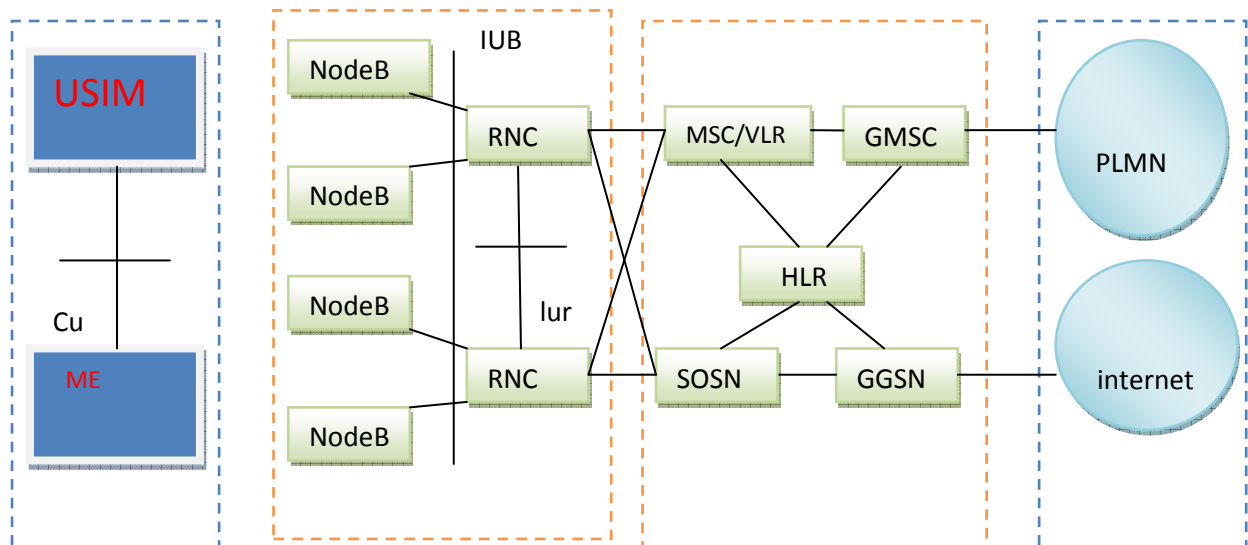 USIM
Cu
ME
IUB
NodeB
NodeB
NodeB
NodeB
RNC
lur
RNC
MSC/VLR
GMSC
HLR
SOSN
GGSN
PLMN
internet